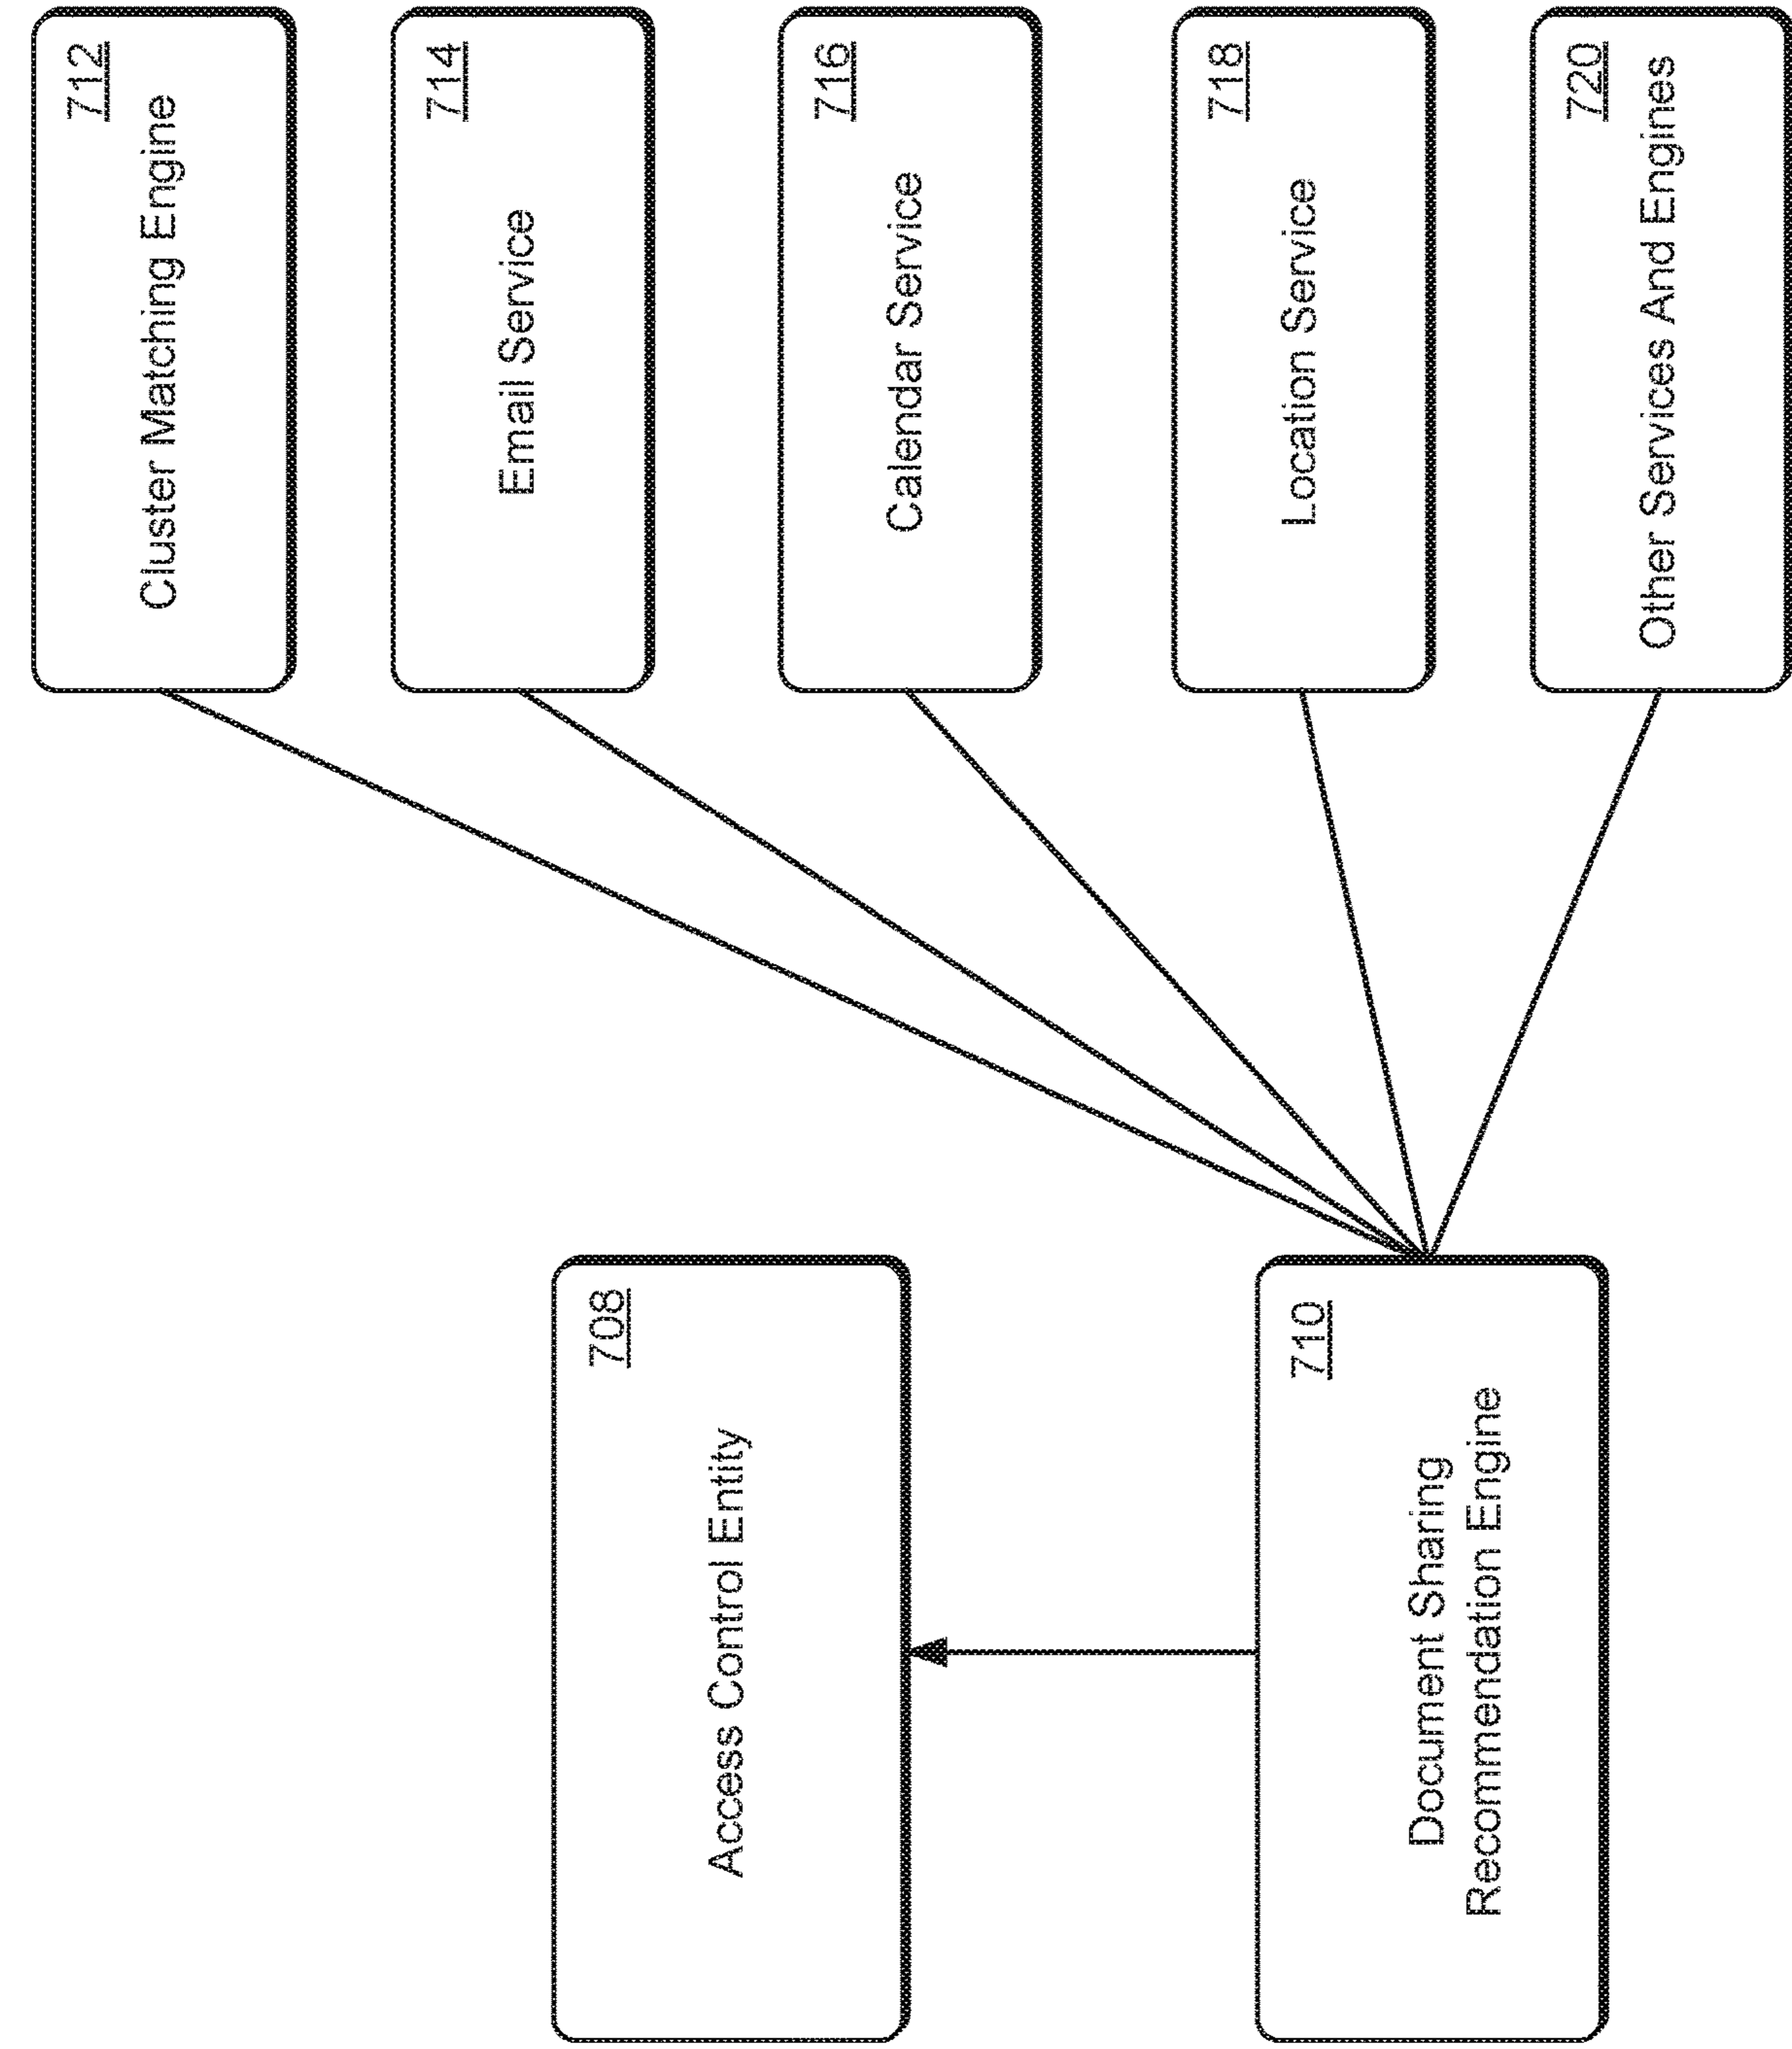 708
Access Control Entity
710
Document Sharing
Recommendation Engine
712
Cluster Matching Engine
714
Email Service
716
Calendar Service
718
Location Service
720
Other Services And Engines